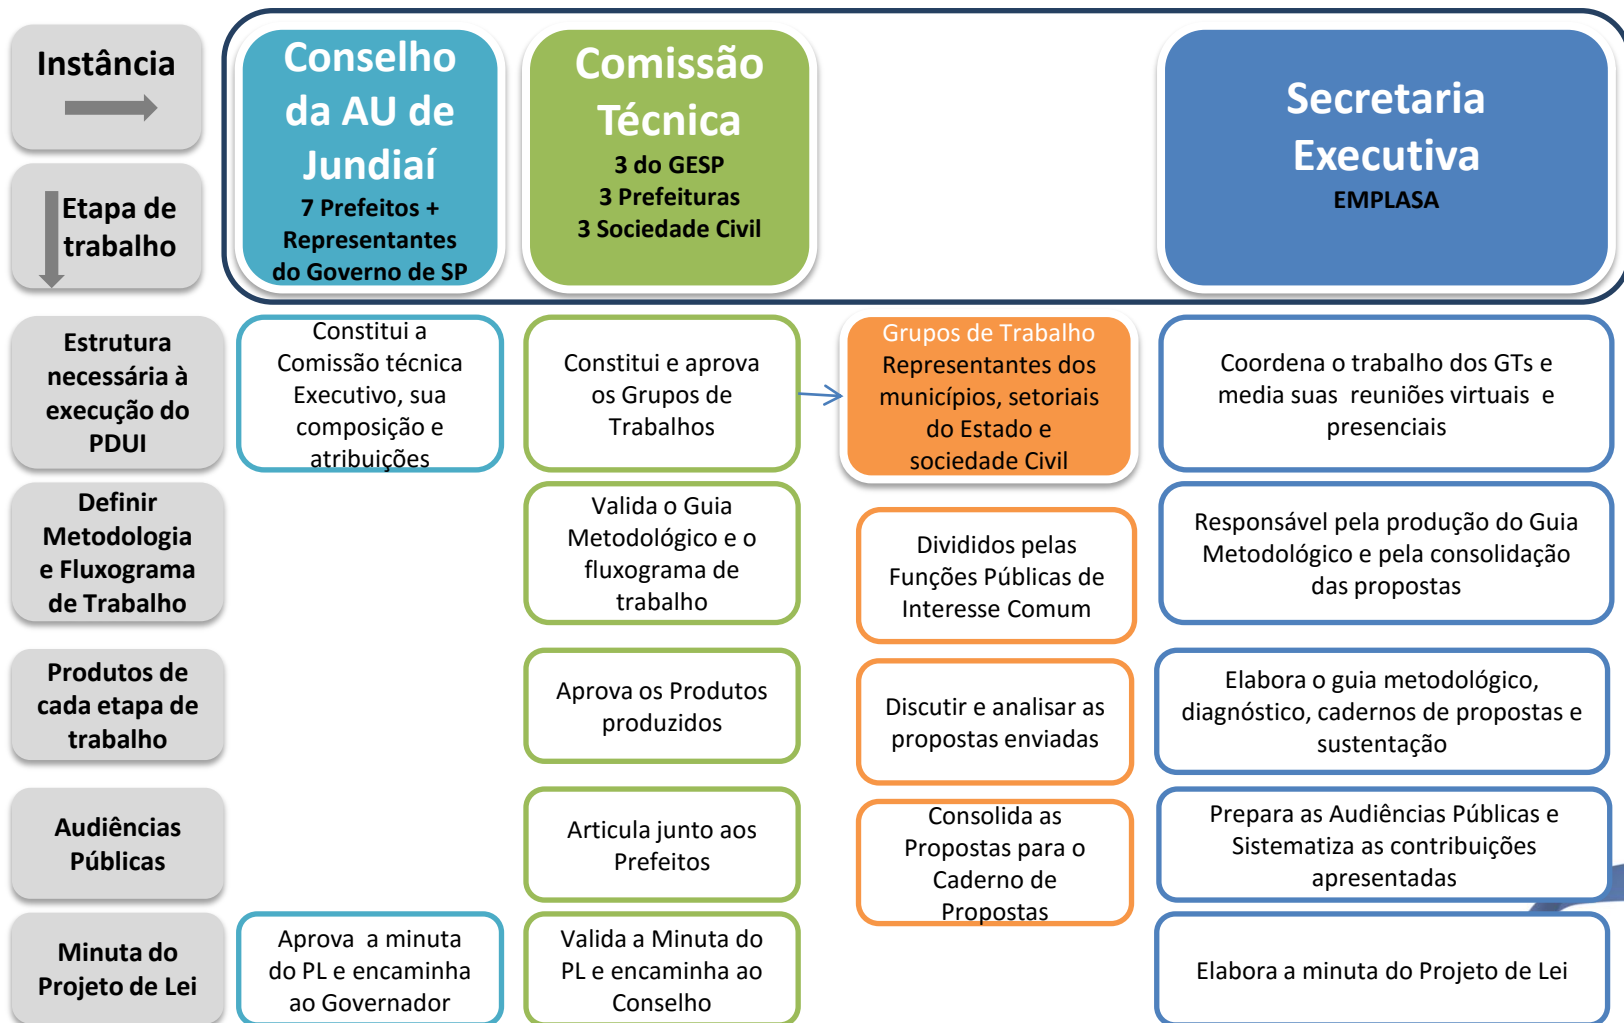 Instância
Etapa de
trabalho
Conselho
da AU de
Jundiaí
7 Prefeitos +
Representantes
do Governo de SP
Comissão
Técnica
3 do GESP
3 Prefeituras
3 Sociedade Civil
Secretaria
Executiva
EMPLASA
Estrutura
necessária à
execução do
PDUI
Constitui a
Comissão técnica
Executivo, sua
composição e
atribuições
Constitui e aprova
os Grupos de
Trabalhos
Grupos de Trabalho
Representantes dos
municípios, setoriais
do Estado e
sociedade Civil
Coordena o trabalho dos GTs e
media suas reuniões virtuais e
presenciais
Definir
Metodologia
e Fluxograma
de Trabalho
Valida o Guia
Metodológico e o
fluxograma de
trabalho
Divididos pelas
Funções Públicas de
Interesse Comum
Responsável pela produção do Guia
Metodológico e pela consolidação
das propostas
Produtos de
cada etapa de
trabalho
Aprova os Produtos
produzidos
Discutir e analisar as
propostas enviadas
Elabora o guia metodológico,
diagnóstico, cadernos de propostas e
sustentação
Audiências
Públicas
Articula junto aos
Prefeitos
Consolida as
Propostas para o
Caderno de
Propostas
Prepara as Audiências Públicas e
Sistematiza as contribuições
apresentadas
Minuta do
Projeto de Lei
Aprova a minuta
do PL e encaminha
ao Governador
Valida a Minuta do
PL e encaminha ao
Conselho
Elabora a minuta do Projeto de Lei